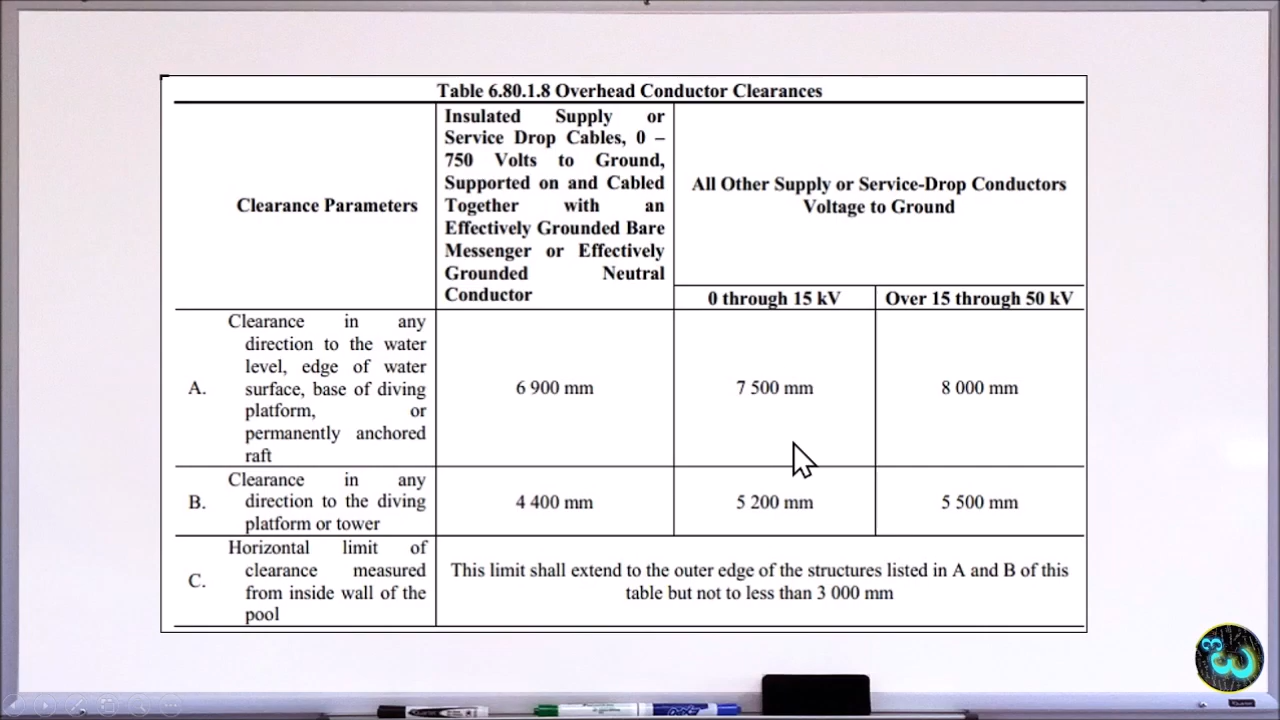 Table 6.80.1.8 Overhead Conductor Clearances
Clearance Parameters
Insulated Supply or
Service Drop Cables, 0 –
750 Volts to Ground,
Supported on and Cabled
Together with an
Effectively Grounded Bare
Messenger or Effectively
Grounded Neutral
Conductor
All Other Supply or Service-Drop Conductors
Voltage to Ground
0 through 15 kV
Over 15 through 50 kV
A.
Clearance in any
direction to the water
level, edge of water
surface, base of diving
platform, or
permanently anchored
raft
6 900 mm
7 500 mm
8 000 mm
B.
Clearance in any
direction to the diving
platform or tower
4 400 mm
5 200 mm
5 500 mm
C.
Horizontal limit of
clearance measured
from inside wall of the
pool
This limit shall extend to the outer edge of the structures listed in A and B of this
table but not to less than 3 000 mm